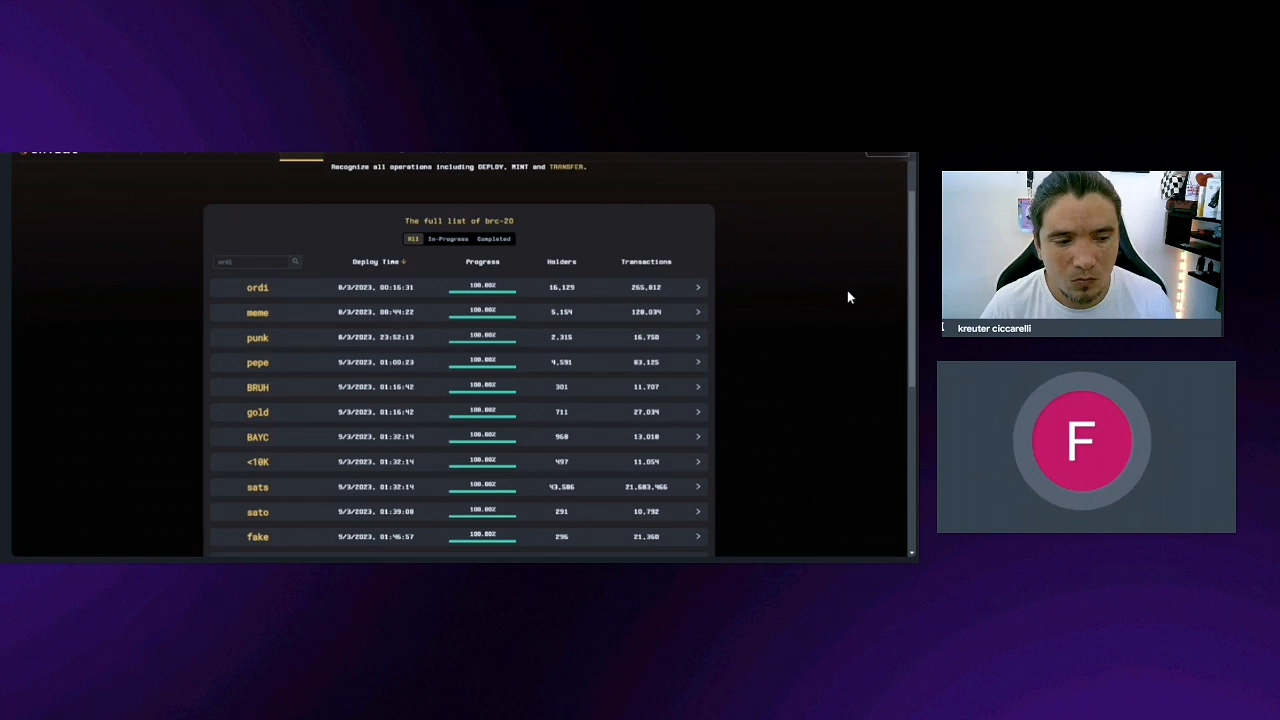 Recognize all operations including DEPLOY, MINT and TRANSFER.
The full list of brc-20
All In-Progress Completed
ordi Deploy Time↓ Progress Holders Transactions
ordi 8/3/2023, 00:16:31 100.00% 16,129 265,812 >
meme 8/3/2023, 00:44:22 100.00% 5,154 128,034 >
punk 8/3/2023, 23:52:13 100.00% 2,315 16,750 >
pepe 9/3/2023, 01:00:23 100.00% 4,591 83,125 >
BRUH 9/3/2023, 01:16:42 100.00% 301 11,707 >
gold 9/3/2023, 01:16:42 100.00% 711 27,034 >
BAYC 9/3/2023, 01:32:14 100.00% 960 13,010 >
<10K 9/3/2023, 01:32:14 100.00% 497 11,054 >
sats 9/3/2023, 01:32:14 100.00% 43,506 21,603,466 >
sato 9/3/2023, 01:39:00 100.00% 291 10,792 >
fake 9/3/2023, 01:46:57 100.00% 296 21,360 >
kreuter ciccarelli
F